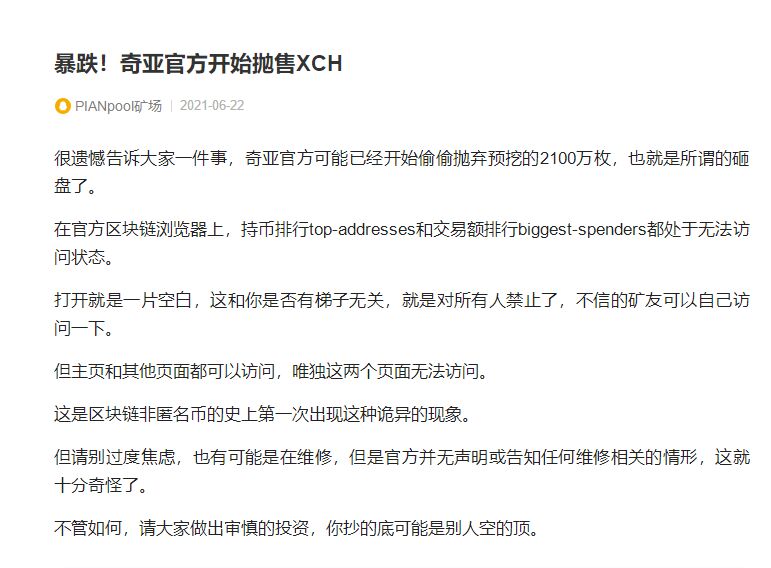 暴跌！奇亚官方开始抛售XCH
PIANpool矿场 | 2021-06-22
很遗憾告诉大家一件事，奇亚官方可能已经开始偷偷抛弃预挖的2100万枚，也就是所谓的砸
盘了。
在官方区块链浏览器上，持币排行top-addresses和交易额排行biggest-spenders都处于无法访
问状态。
打开就是一片空白，这和你是否有梯子无关，就是对所有人禁止了，不信的矿友可以自己访
问一下。
但主页和其他页面都可以访问，唯独这两个页面无法访问。
这是区块链非匿名币的史上第一次出现这种诡异的现象。
但请别过度焦虑，也有可能是在维修，但是官方并无声明或告知任何维修相关的情形，这就
十分奇怪了。
不管如何，请大家做出审慎的投资，你抄的底可能是别人空的顶。